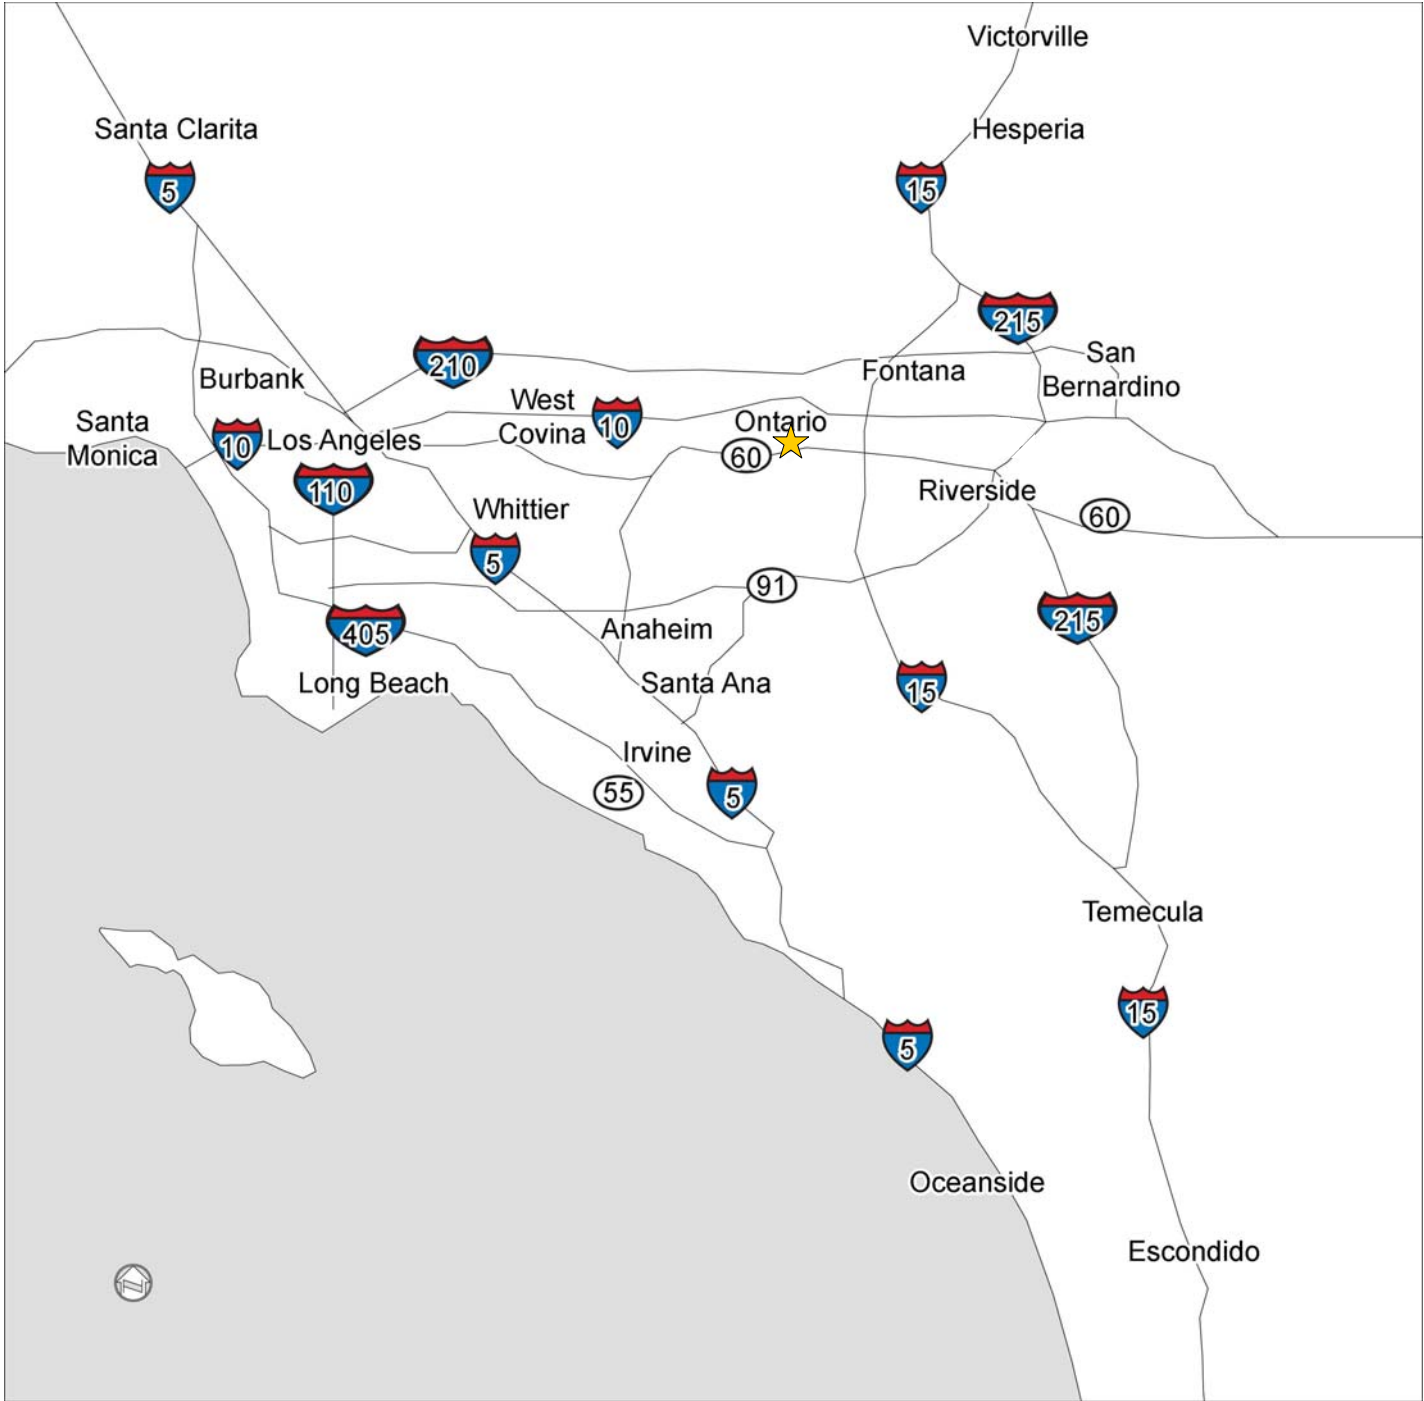 Victorville
Santa Clarita
Hesperia
5
15
215
210
San
Bernardino
Fontana
Burbank
West
Covina
10
Santa
Monica
10
Los Angeles
Ontario
60
110
Riverside
Whittier
60
5
91
215
405
Anaheim
Long Beach
Santa Ana
15
Irvine
55
5
Temecula
15
5
Oceanside
Escondido
N